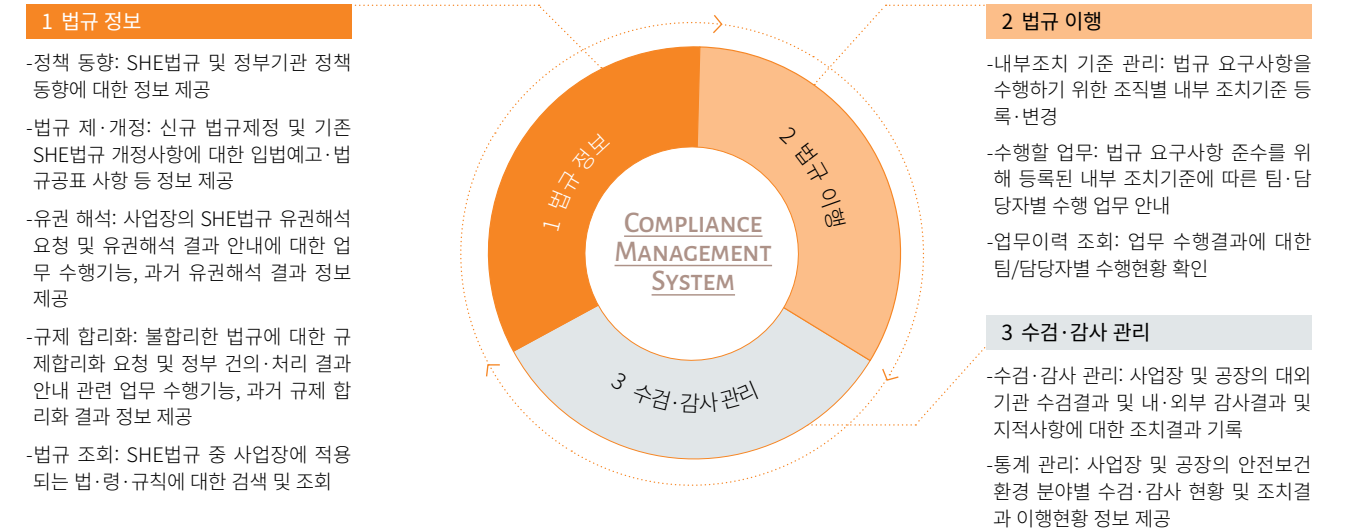 1 법규 정보
-정책 동향: SHE법규 및 정부기관 정책
동향에 대한 정보 제공
-법규 제·개정: 신규 법규제정 및 기존
SHE법규 개정사항에 대한 입법예고·법
규공표 사항 등 정보 제공
-유권 해석: 사업장의 SHE법규 유권해석
요청 및 유권해석 결과 안내에 대한 업
무 수행기능, 과거 유권해석 결과 정보
제공
-규제 합리화: 불합리한 법규에 대한 규
제합리화 요청 및 정부 건의·처리 결과
안내 관련 업무 수행기능, 과거 규제 합
리화 결과 정보 제공
-법규 조회: SHE법규 중 사업장에 적용
되는 법·령·규칙에 대한 검색 및 조회
1 법규 정보
2 법규 이행
3 수검·감사 관리
COMPLIANCE
MANAGEMENT
SYSTEM
2 법규 이행
-내부조치 기준 관리: 법규 요구사항을
수행하기 위한 조직별 내부 조치기준 등
록·변경
-수행할 업무: 법규 요구사항 준수를 위
해 등록된 내부 조치기준에 따른 팀·담
당자별 수행 업무 안내
-업무이력 조회: 업무 수행결과에 대한
팀/담당자별 수행현황 확인
3 수검·감사 관리
-수검·감사 관리: 사업장 및 공장의 대외
기관 수검결과 및 내·외부 감사결과 및
지적사항에 대한 조치결과 기록
-통계 관리: 사업장 및 공장의 안전보건
환경 분야별 수검·감사 현황 및 조치결
과 이행현황 정보 제공